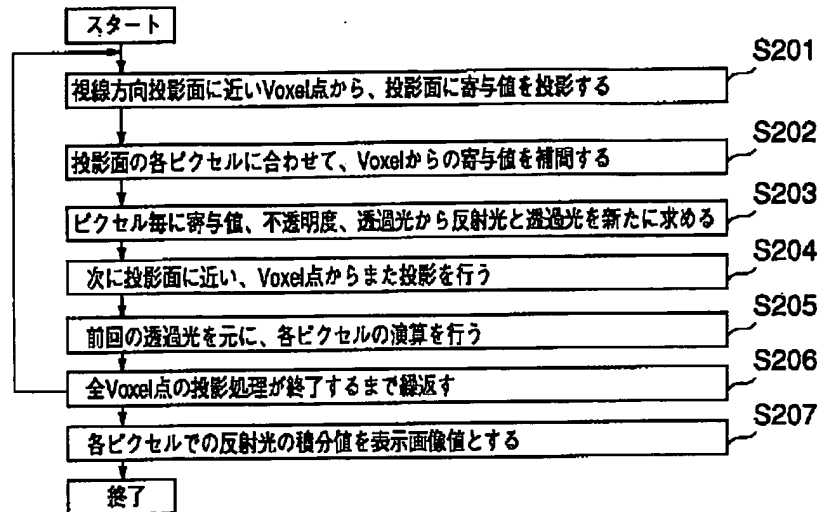 スタート
S201
視線方向投影面に近いVoxel点から、投影面に寄与値を投影する
S202
投影面の各ピクセルに合わせて、Voxelからの寄与値を補間する
S203
ピクセル毎に寄与値、不透明度、透過光から反射光と透過光を新たに求める
S204
次に投影面に近い、Voxel点からまた投影を行う
S205
前回の透過光を元に、各ピクセルの演算を行う
S206
全Voxel点の投影処理が終了するまで繰返す
S207
各ピクセルでの反射光の積分値を表示画像値とする
終了